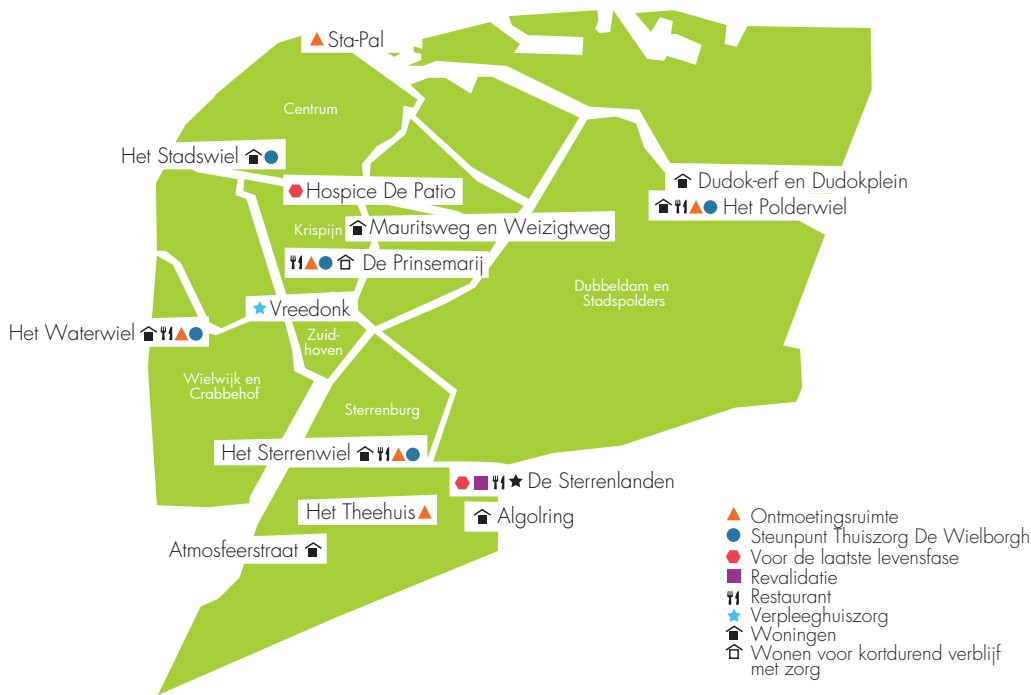 Sta-Pal
Centrum
Het Stadswiel
Hospice De Patio
Dudok-erf en Dudokplein
Het Polderwiel
Krispijn
Mauritsweg en Weizigtweg
De Prinsemarij
Dubbeldam en
Stadspolders
Vreedonk
Het Waterwiel
Zuid-
hoven
Wielwijk en
Crabbehof
Sterrenburg
Het Sterrenwiel
De Sterrenlanden
Het Theehuis
Algolring
Atmosfeerstraat
Ontmoetingsruimte
Steunpunt Thuiszorg De Wielborgh
Voor de laatste levensfase
Revalidatie
Restaurant
Verpleeghuiszorg
Woningen
Wonen voor kortdurend verblijf
met zorg